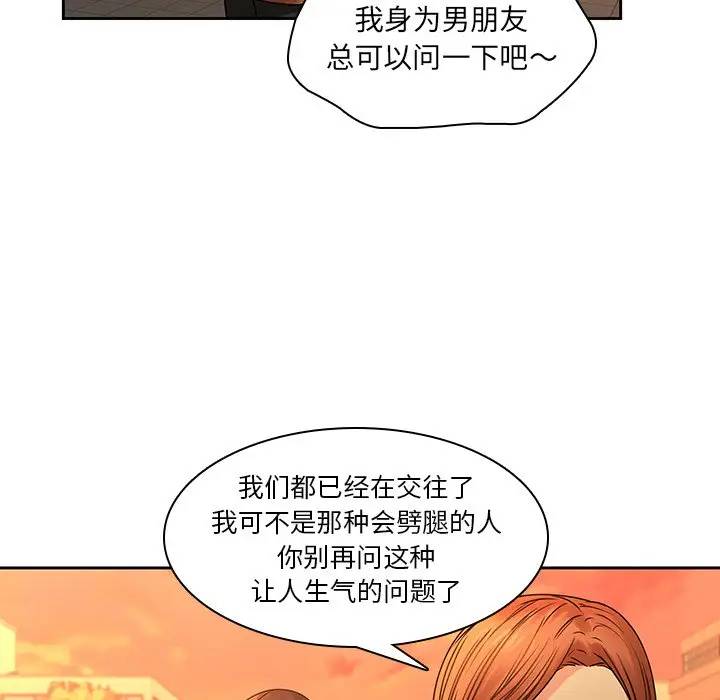 我身为男朋友
总可以问一下吧～
我们都已经在交往了
我可不是那种会劈腿的人
你别再问这种
让人生气的问题了